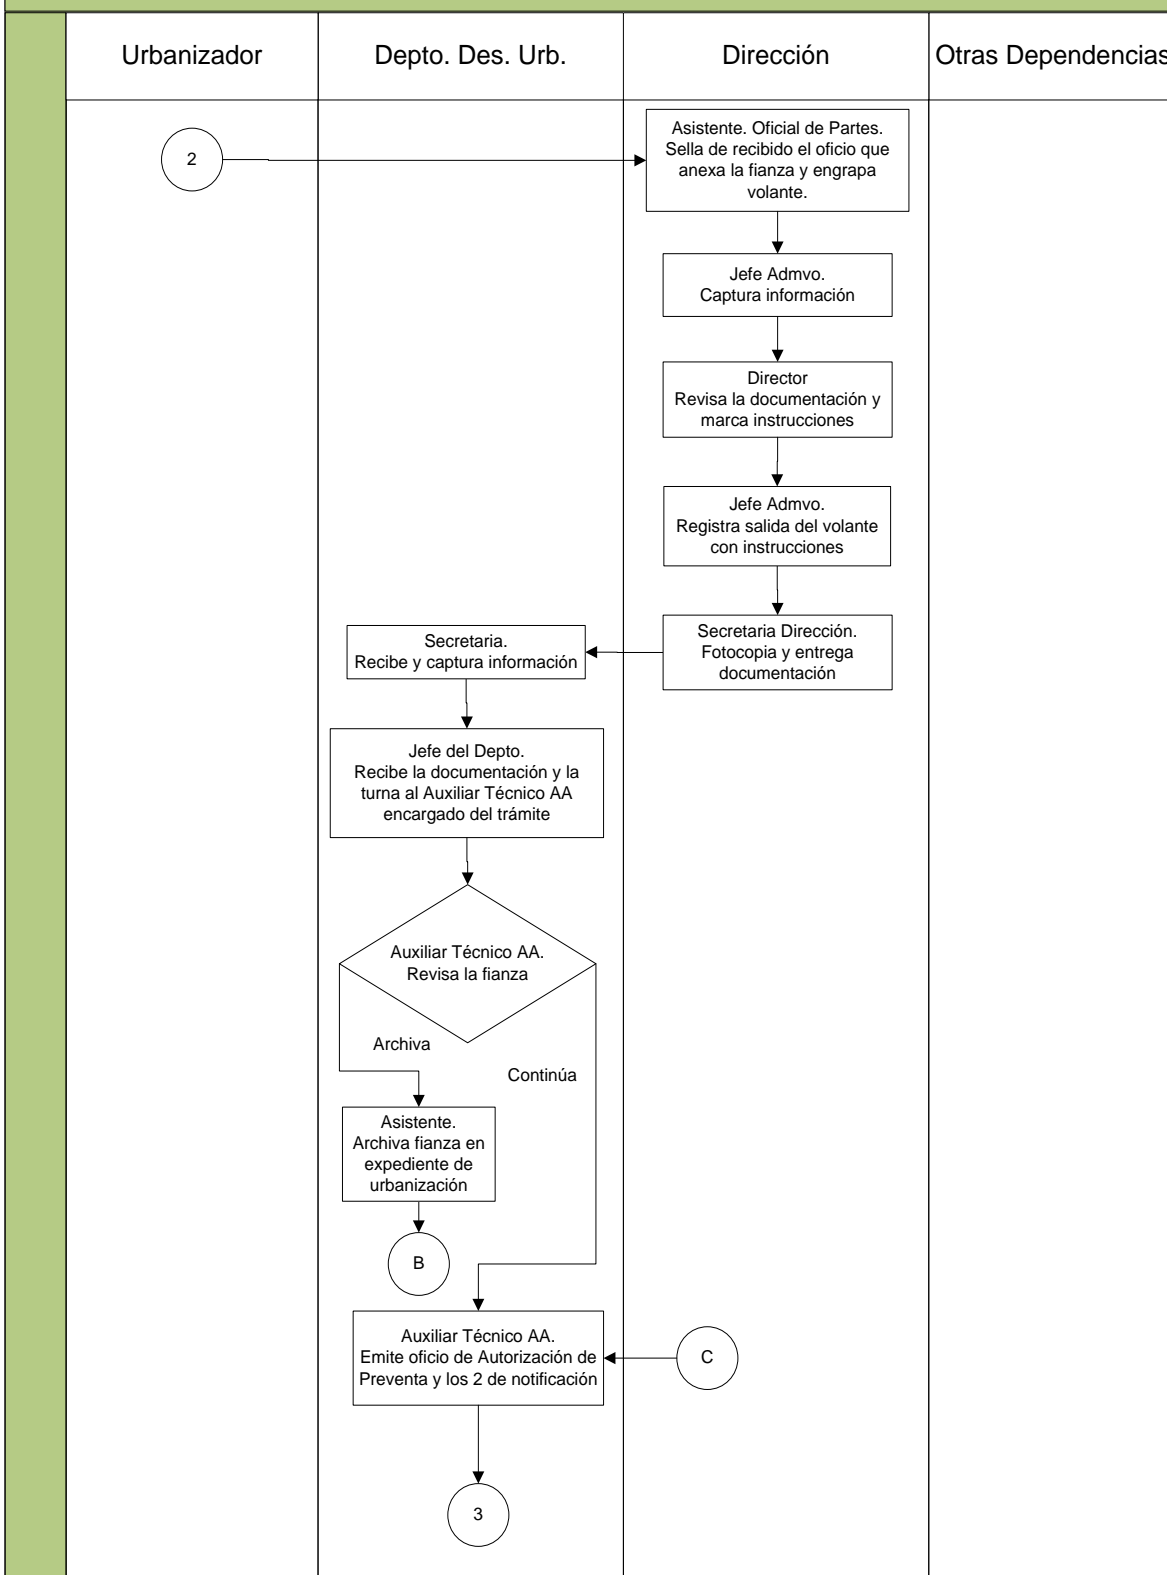 Urbanizador
Depto. Des. Urb.
Dirección
Otras Dependencias
2
Asistente. Oficial de Partes.
Sella de recibido el oficio que
anexa la fianza y engrapa
volante.
Jefe Admvo.
Captura información
Director
Revisa la documentación y
marca instrucciones
Jefe Admvo.
Registra salida del volante
con instrucciones
Secretaria Dirección.
Fotocopia y entrega
documentación
Secretaria.
Recibe y captura información
Jefe del Depto.
Recibe la documentación y la
turna al Auxiliar Técnico AA
encargado del trámite
Auxiliar Técnico AA.
Revisa la fianza
Archiva
Continúa
Asistente.
Archiva fianza en
expediente de
urbanización
B
Auxiliar Técnico AA.
Emite oficio de Autorización de
Preventa y los 2 de notificación
C
3